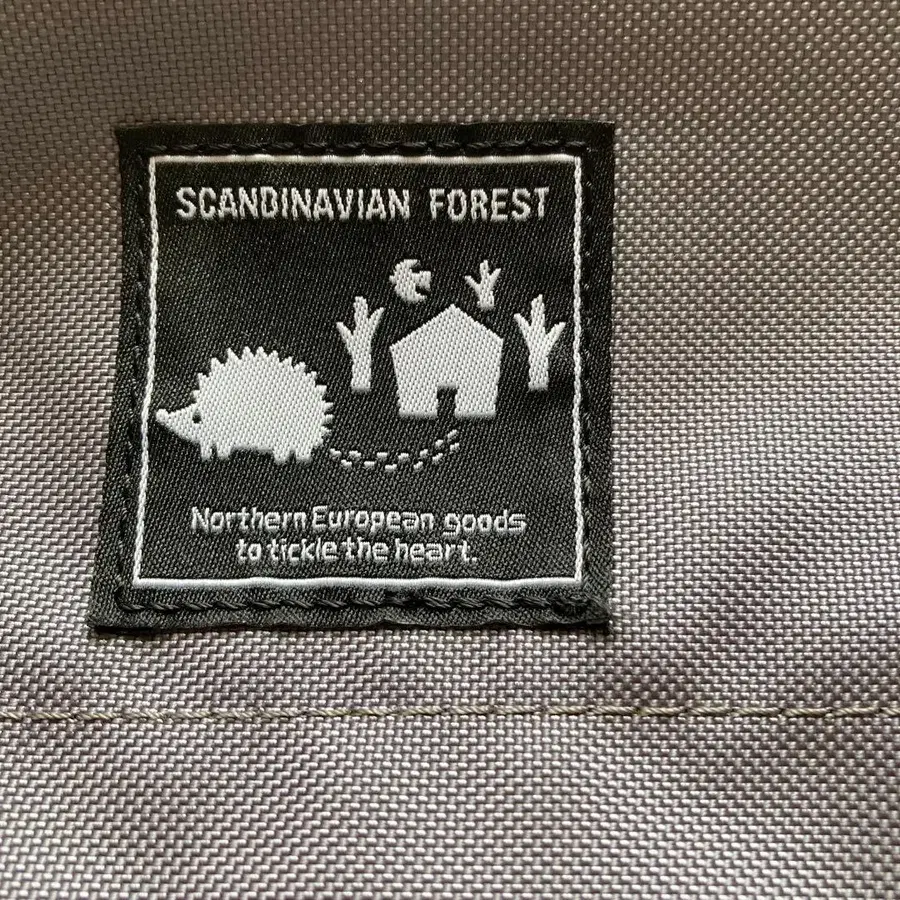 SCANDINAVIAN FOREST
Northern European goods
to tickle the heart.